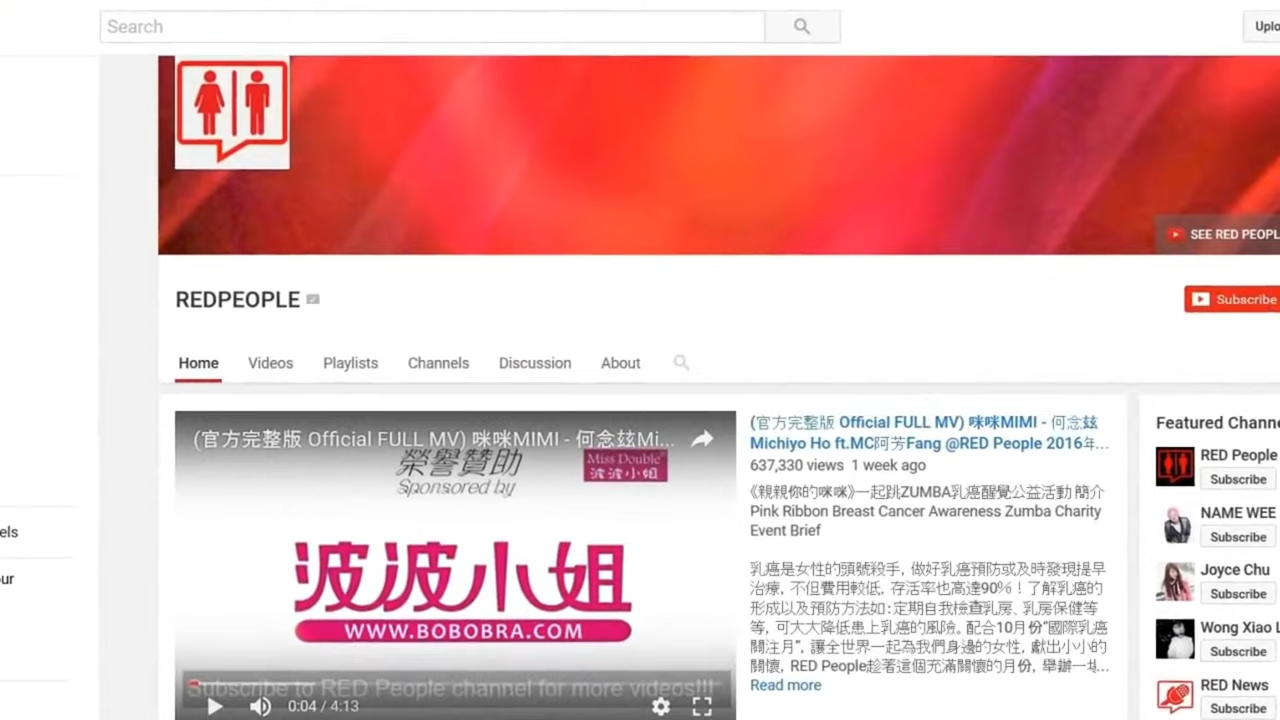 Search
Uplo
SEE RED PEOPL
REDPEOPLE
Subscribe
Home Videos Playlists Channels Discussion About
(官方完整版 Official FULL MV) 咪咪MIMI - 何念兹Mi...
榮譽贊助
Sponsored by
Miss Double
波波小姐
波波小姐
WWW.BOBOBRA.COM
Subscribe to RED People channel for more videos!!!
0:04 / 4:13
(官方完整版 Official FULL MV) 咪咪MIMI - 何念兹
Michiyo Ho ft.MC阿芳Fang @RED People 2016年...
637,330 views 1 week ago
《親親你的咪咪》一起跳ZUMBA乳癌醒覺公益活動 簡介
Pink Ribbon Breast Cancer Awareness Zumba Charity
Event Brief
乳癌是女性的頭號殺手，做好乳癌預防或及時發現提早
治療，不但費用較低，存活率也高達90%！了解乳癌的
形成以及預防方法如：定期自我檢查乳房、乳房保健等
等，可大大降低患上乳癌的風險。配合10月份“國際乳癌
關注月”，讓全世界一起為我們身邊的女性，獻出小小的
關懷，RED People趁著這個充滿關懷的月份，舉辦一場...
Read more
Featured Channe
RED People
Subscribe
NAME WEE
Subscribe
Joyce Chu
Subscribe
Wong Xiao L
Subscribe
RED News
Subscribe
els
our